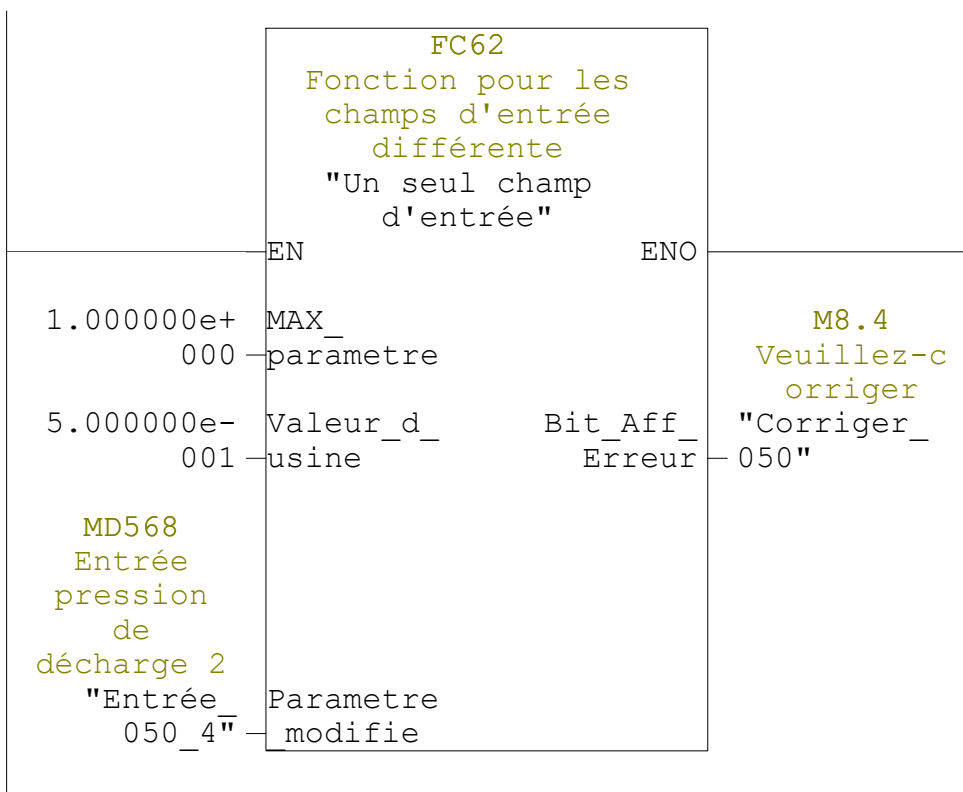 FC62
Fonction pour les
champs d'entrée
différente
"Un seul champ
d'entrée"
EN
ENO
1.000000e+
000
MAX_
parametre
M8.4
Veuillez-c
orriger
"Corriger_
050"
5.000000e-
001
Valeur_d_
usine
Bit_Aff_
Erreur
MD568
Entrée
pression
de
décharge 2
"Entrée_
050_4"
Parametre
_modifie